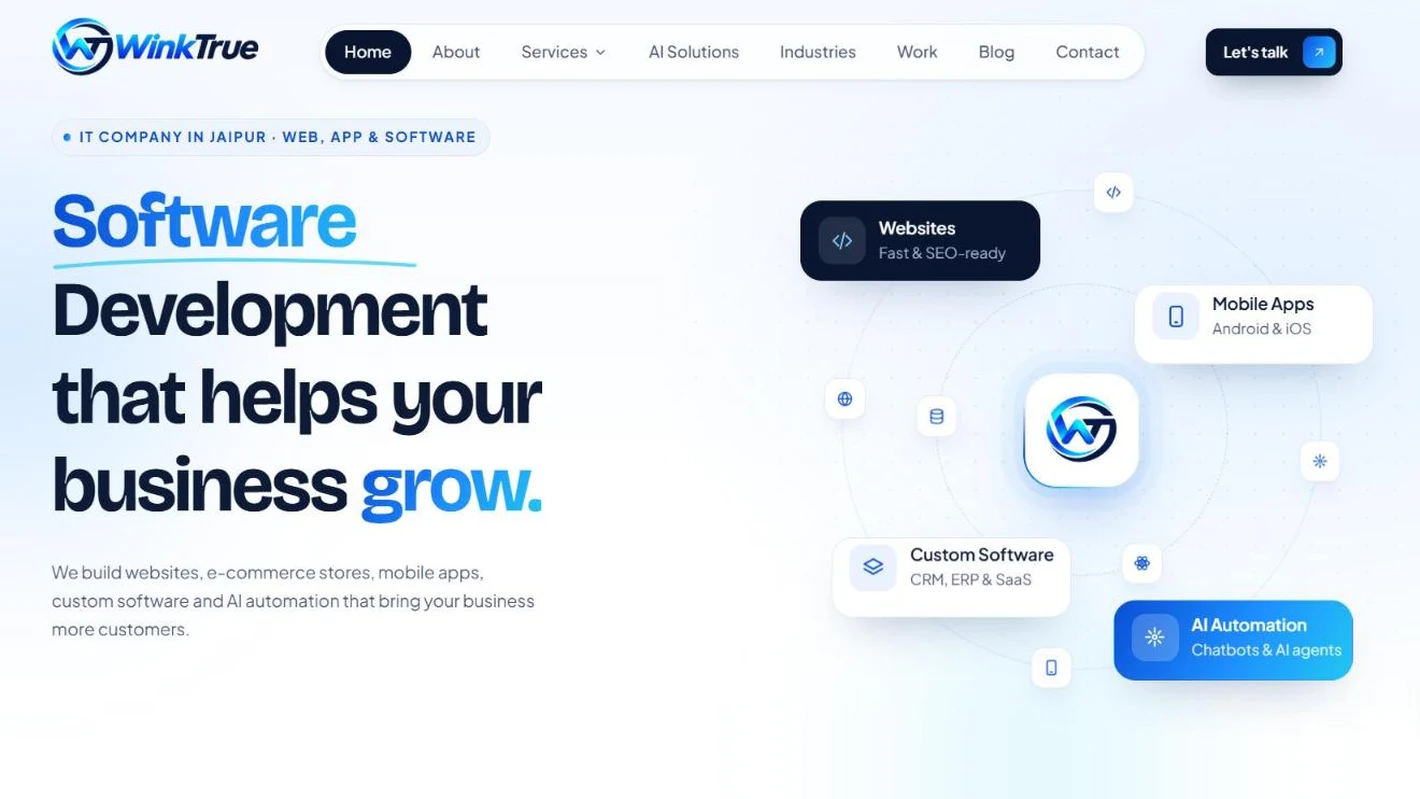 WinkTrue
Home
About
Services
AI Solutions
Industries
Work
Blog
Contact
Let's talk
IT COMPANY IN JAIPUR · WEB, APP & SOFTWARE
Software
Development
that helps your
business grow.
We build websites, e-commerce stores, mobile apps,
custom software and AI automation that bring your business
more customers.
Websites
Fast & SEO-ready
Mobile Apps
Android & iOS
Custom Software
CRM, ERP & SaaS
AI Automation
Chatbots & AI agents